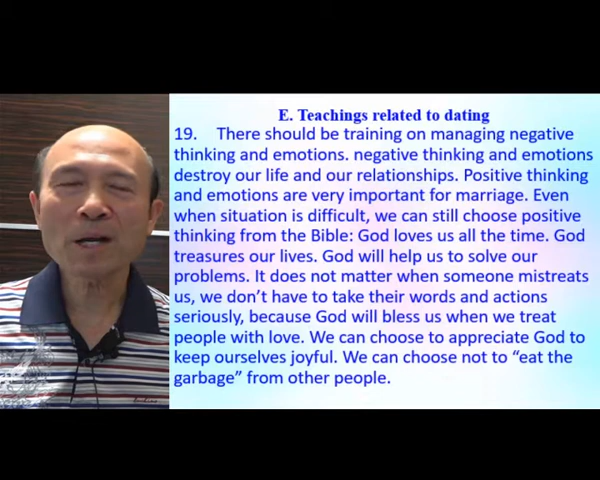 E. Teachings related to dating
19. There should be training on managing negative
thinking and emotions. negative thinking and emotions
destroy our life and our relationships. Positive thinking
and emotions are very important for marriage. Even
when situation is difficult, we can still choose positive
thinking from the Bible: God loves us all the time. God
treasures our lives. God will help us to solve our
problems. It does not matter when someone mistreats
us, we don’t have to take their words and actions
seriously, because God will bless us when we treat
people with love. We can choose to appreciate God to
keep ourselves joyful. We can choose not to “eat the
garbage” from other people.